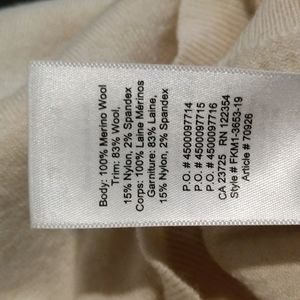 Body: 100% Merino Wool
Trim: 83% Wool,
15% Nylon, 2% Spandex
Corps: 100% Laine Mérinos
Garniture: 83% Laine,
15% Nylon, 2% Spandex
P.O. # 4500097714
P.O. # 4500097715
P.O. # 4500097716
CA 23725 RN 122354
Style # FKM1-3653-19
Article # 70926